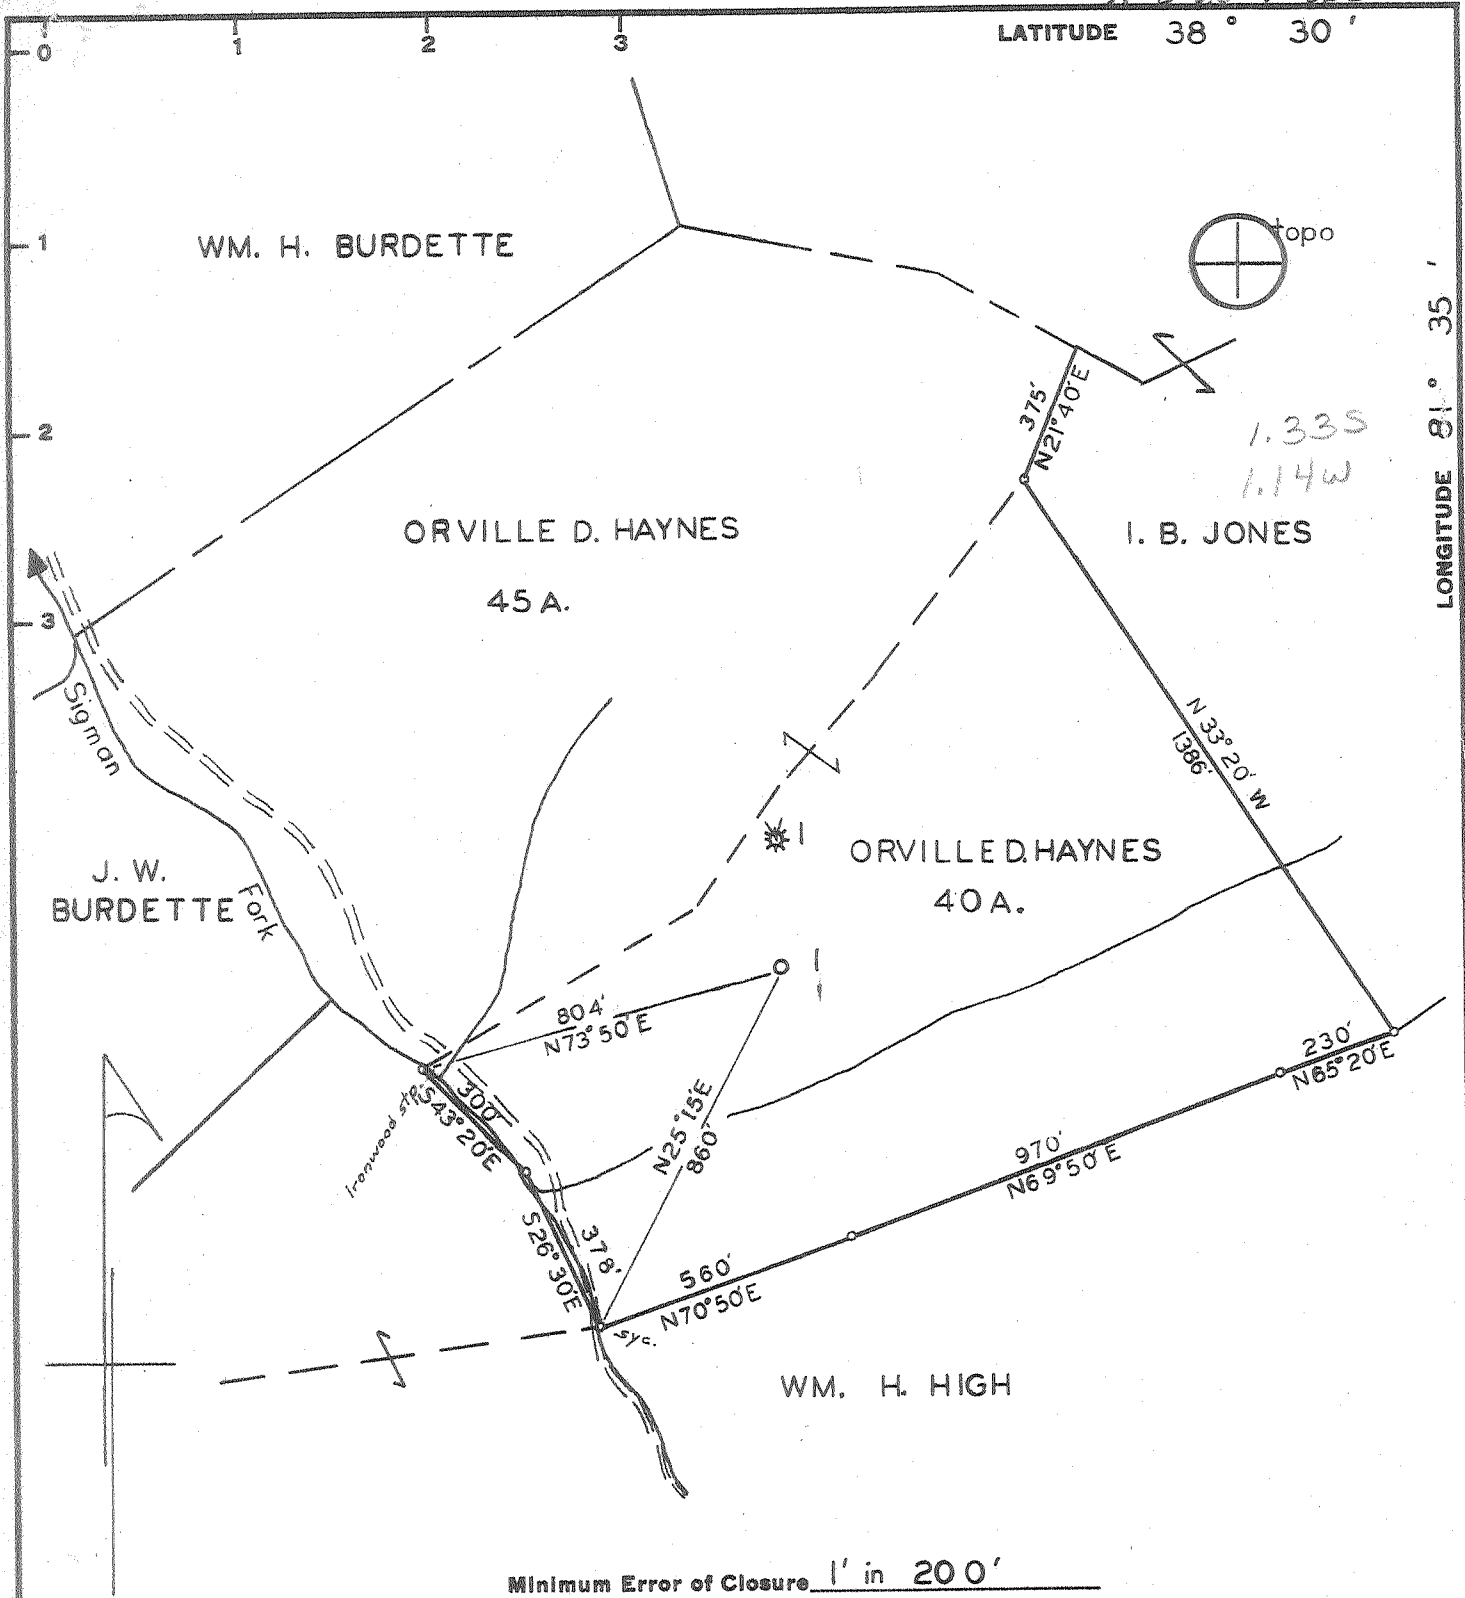 LATITUDE 38° 30'
0 1 2 3
1
2
3
topo
WM. H. BURDETTE
LONGITUDE 81° 35'
375'
N21°40'E
1.33S
1.14W
ORVILLE D. HAYNES
45 A.
I. B. JONES
Sigman
Fork
N 33°20' W
1386'
1
ORVILLE D. HAYNES
40 A.
J. W.
BURDETTE
1
804'
N73°50'E
Ironwood stp.
300'
S43°20'E
N25°15'E
860'
230'
N65°20'E
970'
N69°50'E
378'
S26°30'E
560'
N70°50'E
syc.
WM. H. HIGH
Minimum Error of Closure 1' in 200'